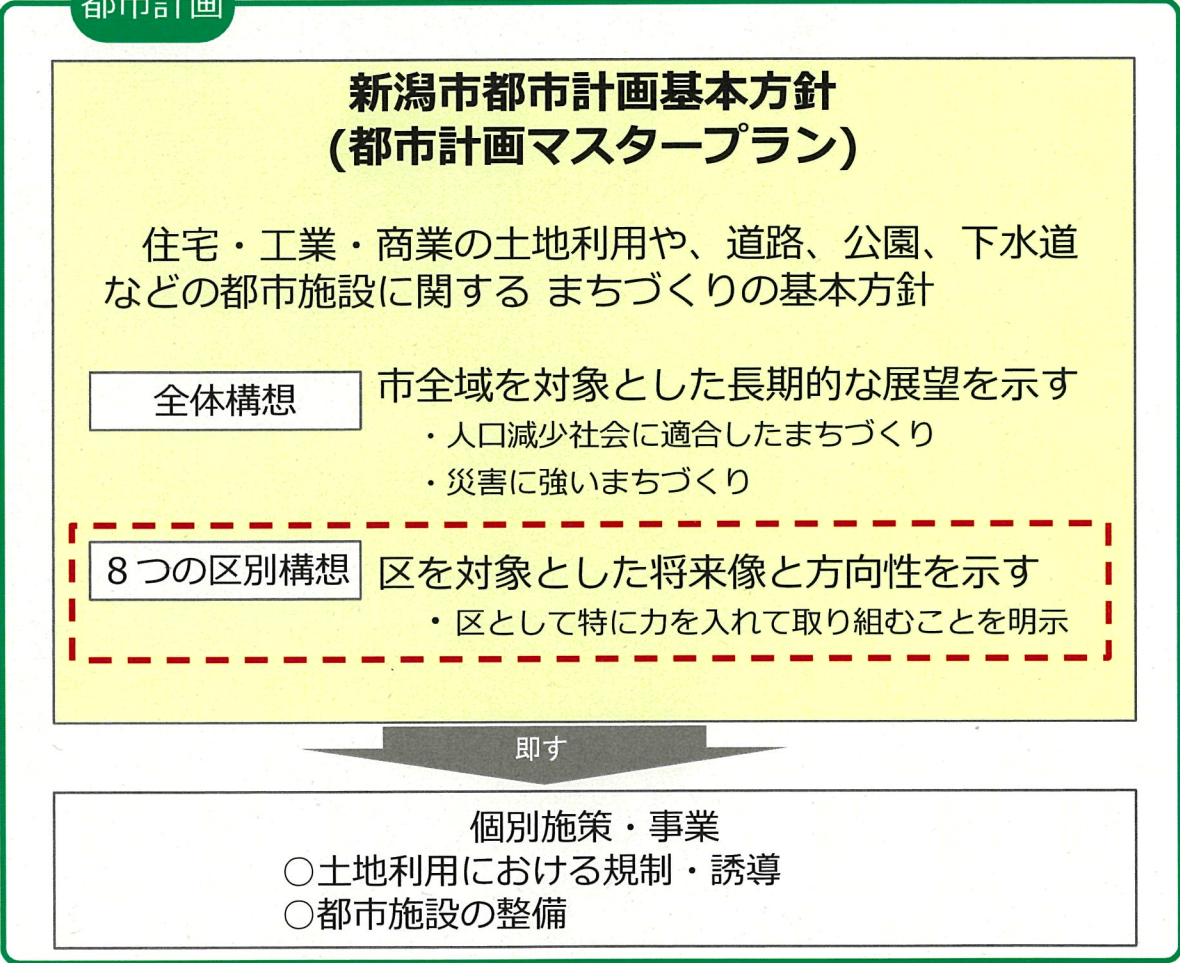 都市計画
新潟市都市計画基本方針
(都市計画マスタープラン)
住宅・工業・商業の土地利用や、道路、公園、下水道
などの都市施設に関する まちづくりの基本方針
全体構想
市全域を対象とした長期的な展望を示す
・人口減少社会に適合したまちづくり
・災害に強いまちづくり
8つの区別構想
区を対象とした将来像と方向性を示す
・区として特に力を入れて取り組むことを明示
即す
個別施策・事業
○土地利用における規制・誘導
○都市施設の整備